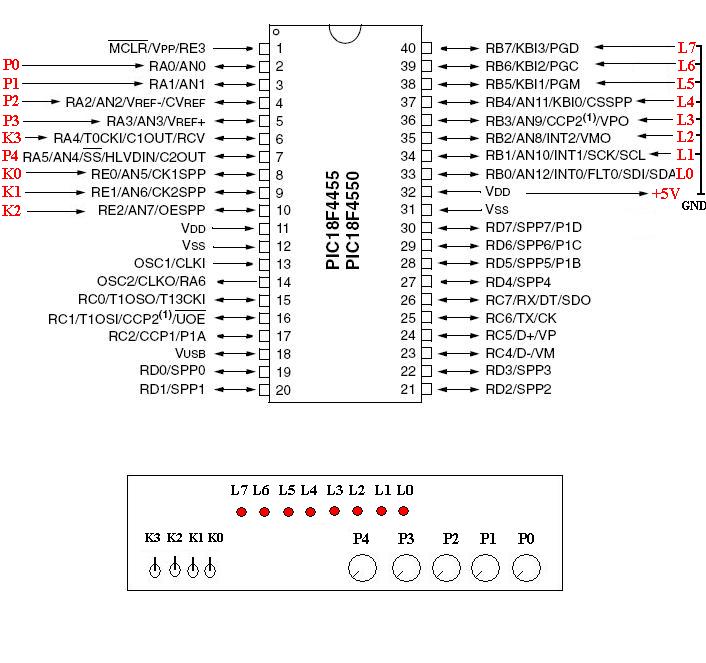 MCLR/VPP/RE3 1
P0 RA0/AN0 2
P1 RA1/AN1 3
P2 RA2/AN2/VREF-/CVREF 4
P3 RA3/AN3/VREF+ 5
K3 RA4/T0CKI/C1OUT/RCV 6
P4 RA5/AN4/SS/HLVDIN/C2OUT 7
K0 RE0/AN5/CK1SPP 8
K1 RE1/AN6/CK2SPP 9
K2 RE2/AN7/OESPP 10
VDD 11
VSS 12
OSC1/CLKI 13
OSC2/CLKO/RA6 14
RC0/T1OSO/T13CKI 15
RC1/T1OSI/CCP2(1)/UOE 16
RC2/CCP1/P1A 17
VUSB 18
RD0/SPP0 19
RD1/SPP1 20
PIC18F4455
PIC18F4550
40 RB7/KBI3/PGD L7
39 RB6/KBI2/PGC L6
38 RB5/KBI1/PGM L5
37 RB4/AN11/KBI0/CSSPP L4
36 RB3/AN9/CCP2(1)/VPO L3
35 RB2/AN8/INT2/VMO L2
34 RB1/AN10/INT1/SCK/SCL L1
33 RB0/AN12/INT0/FLT0/SDI/SDA L0
32 VDD +5V
GND
31 VSS
30 RD7/SPP7/P1D
29 RD6/SPP6/P1C
28 RD5/SPP5/P1B
27 RD4/SPP4
26 RC7/RX/DT/SDO
25 RC6/TX/CK
24 RC5/D+/VP
23 RC4/D-/VM
22 RD3/SPP3
21 RD2/SPP2
L7 L6 L5 L4 L3 L2 L1 L0
K3 K2 K1 K0 P4 P3 P2 P1 P0